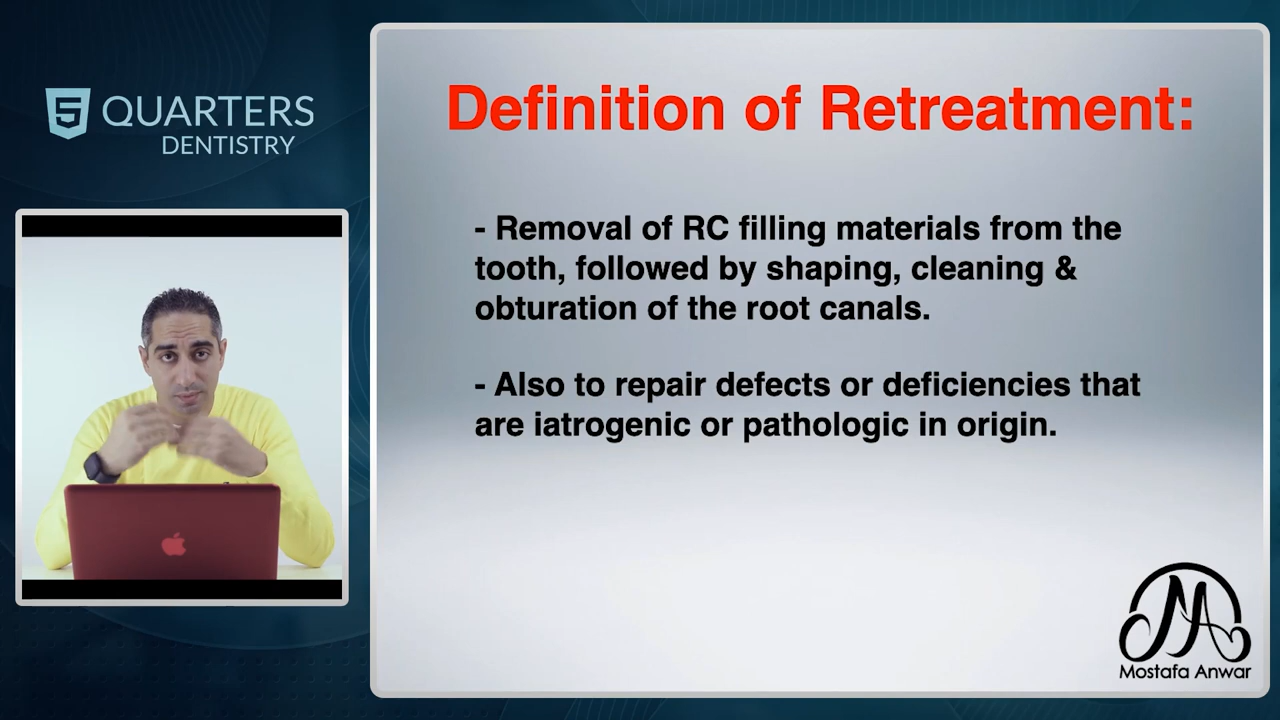 5 QUARTERS
DENTISTRY
Definition of Retreatment:
- Removal of RC filling materials from the
tooth, followed by shaping, cleaning &
obturation of the root canals.
- Also to repair defects or deficiencies that
are iatrogenic or pathologic in origin.
MA
Mostafa Anwar